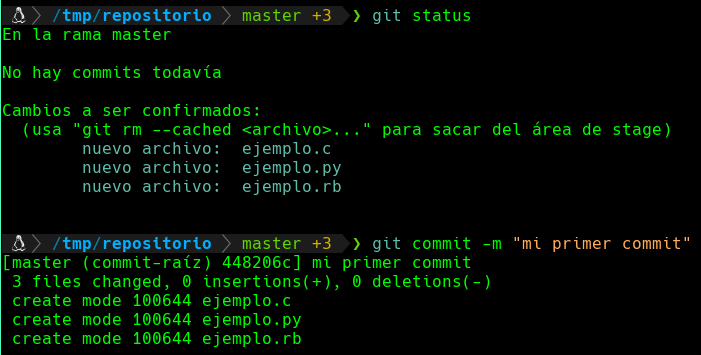 /tmp/repositorio master +3 ❯ git status
En la rama master
No hay commits todavía
Cambios a ser confirmados:
(usa "git rm --cached <archivo>..." para sacar del área de stage)
nuevo archivo: ejemplo.c
nuevo archivo: ejemplo.py
nuevo archivo: ejemplo.rb
/tmp/repositorio master +3 ❯ git commit -m "mi primer commit"
[master (commit-raíz) 448206c] mi primer commit
3 files changed, 0 insertions(+), 0 deletions(-)
create mode 100644 ejemplo.c
create mode 100644 ejemplo.py
create mode 100644 ejemplo.rb